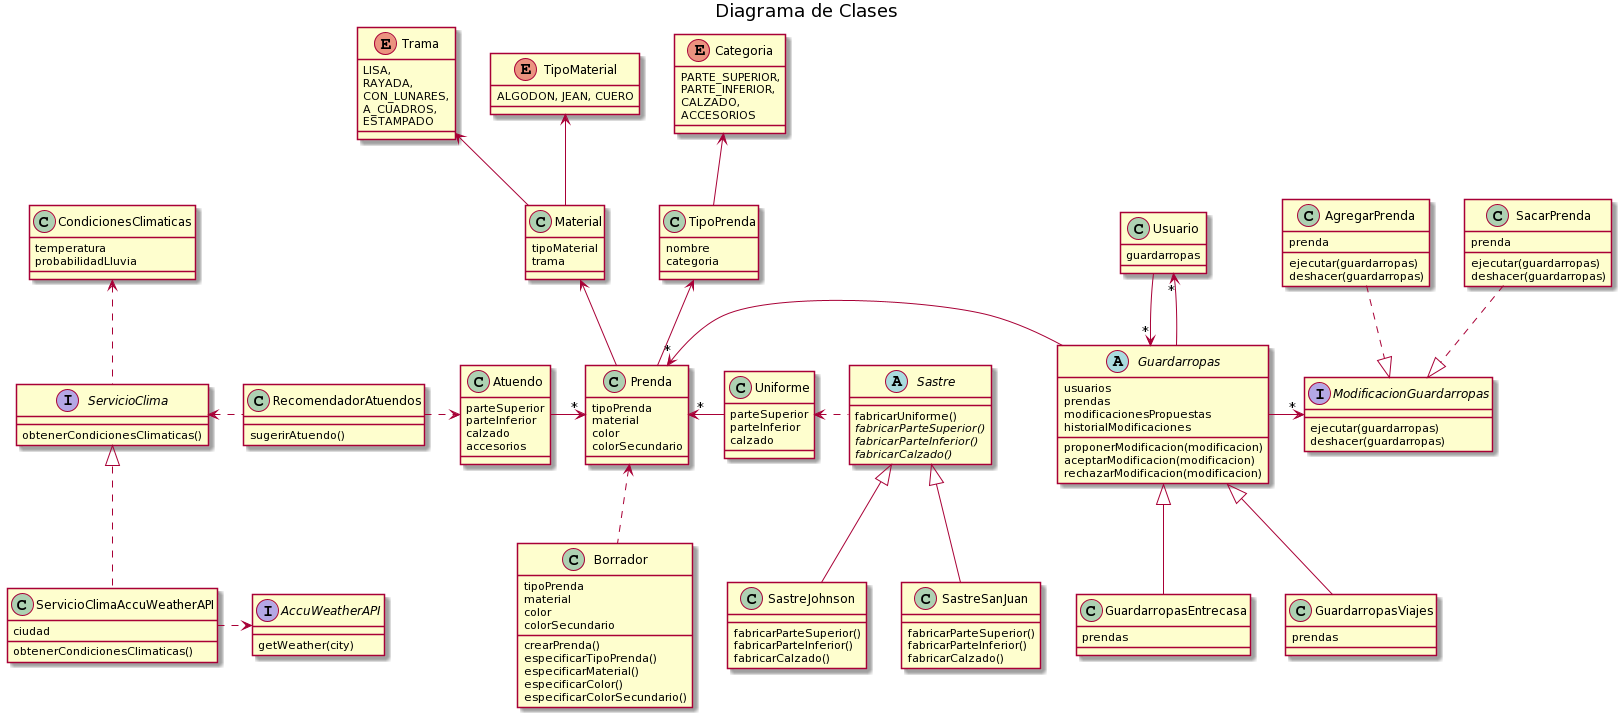 Diagrama de Clases
E Trama
LISA,
RAYADA,
CON_LUNARES,
A_CUADROS,
ESTAMPADO
E TipoMaterial
ALGODON, JEAN, CUERO
E Categoria
PARTE_SUPERIOR,
PARTE_INFERIOR,
CALZADO,
ACCESORIOS
C CondicionesClimaticas
temperatura
probabilidadLluvia
C Material
tipoMaterial
trama
C TipoPrenda
nombre
categoria
C Usuario
guardarropas
C AgregarPrenda
prenda
ejecutar(guardarropas)
deshacer(guardarropas)
C SacarPrenda
prenda
ejecutar(guardarropas)
deshacer(guardarropas)
*
*
*
I ServicioClima
obtenerCondicionesClimaticas()
C RecomendadorAtuendos
sugerirAtuendo()
C Atuendo
parteSuperior
parteInferior
calzado
accesorios
*
C Prenda
tipoPrenda
material
color
colorSecundario
*
C Uniforme
parteSuperior
parteInferior
calzado
A Sastre
fabricarUniforme()
fabricarParteSuperior()
fabricarParteInferior()
fabricarCalzado()
A Guardarropas
usuarios
prendas
modificacionesPropuestas
historialModificaciones
proponerModificacion(modificacion)
aceptarModificacion(modificacion)
rechazarModificacion(modificacion)
*
I ModificacionGuardarropas
ejecutar(guardarropas)
deshacer(guardarropas)
C ServicioClimaAccuWeatherAPI
ciudad
obtenerCondicionesClimaticas()
I AccuWeatherAPI
getWeather(city)
C Borrador
tipoPrenda
material
color
colorSecundario
crearPrenda()
especificarTipoPrenda()
especificarMaterial()
especificarColor()
especificarColorSecundario()
C SastreJohnson
fabricarParteSuperior()
fabricarParteInferior()
fabricarCalzado()
C SastreSanJuan
fabricarParteSuperior()
fabricarParteInferior()
fabricarCalzado()
C GuardarropasEntrecasa
prendas
C GuardarropasViajes
prendas